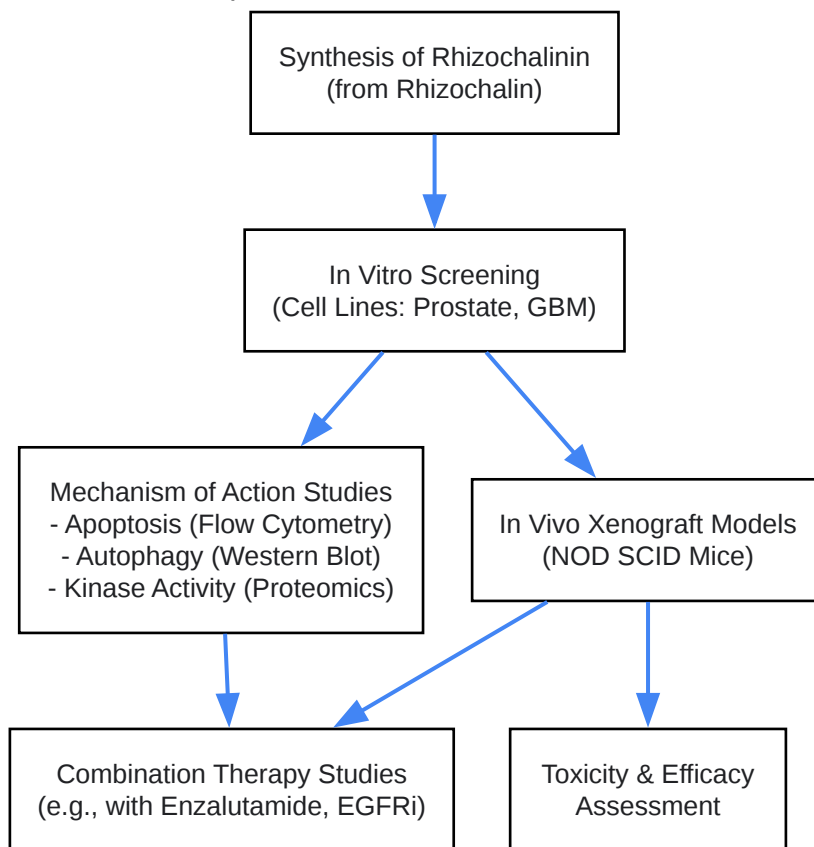 Synthesis of Rhizochalinin
(from Rhizochalin)
In Vitro Screening
(Cell Lines: Prostate, GBM)
Mechanism of Action Studies
- Apoptosis (Flow Cytometry)
- Autophagy (Western Blot)
- Kinase Activity (Proteomics)
In Vivo Xenograft Models
(NOD SCID Mice)
Combination Therapy Studies
(e.g., with Enzalutamide, EGFRi)
Toxicity & Efficacy
Assessment